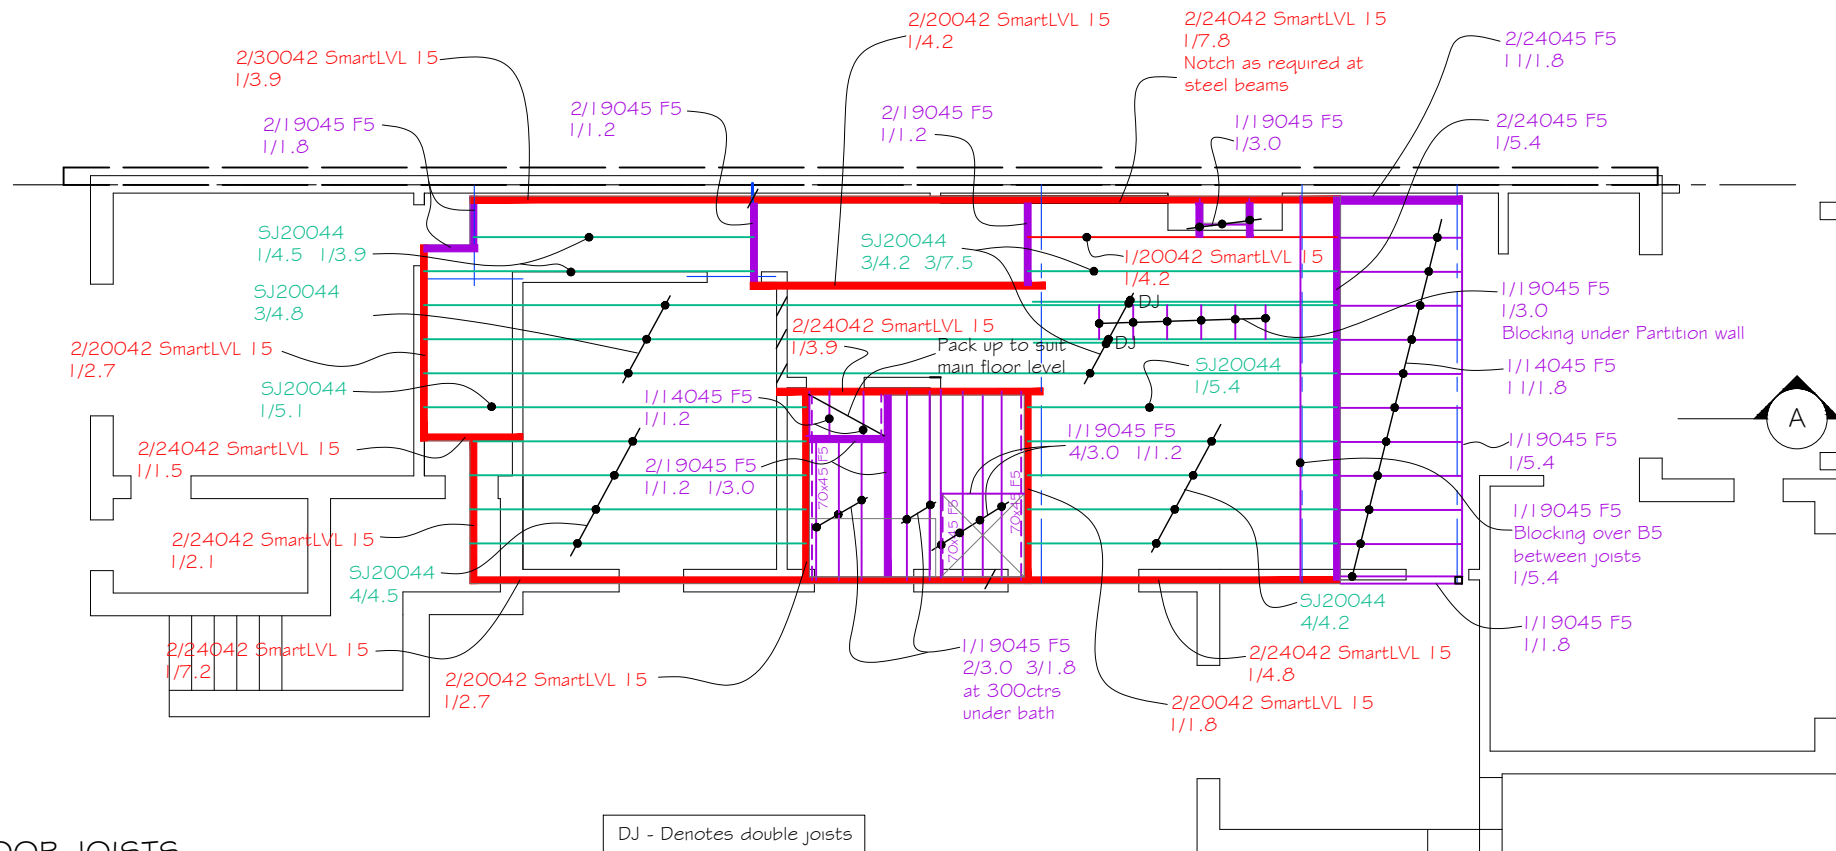 2/20042 SmartLVL 15
1/4.2
2/24042 SmartLVL 15
1/7.8
Notch as required at
steel beams
2/24045 F5
11/1.8
2/30042 SmartLVL 15
1/3.9
2/19045 F5
1/1.8
2/19045 F5
1/1.2
2/19045 F5
1/1.2
1/19045 F5
1/3.0
2/24045 F5
1/5.4
SJ20044
1/4.5 1/3.9
SJ20044
3/4.2 3/7.5
1/20042 SmartLVL 15
1/4.2
SJ20044
3/4.8
DJ
1/19045 F5
1/3.0
Blocking under Partition wall
2/24042 SmartLVL 15
1/3.9
Pack up to suit
main floor level
DJ
2/20042 SmartLVL 15
1/2.7
SJ20044
1/5.4
1/14045 F5
11/1.8
SJ20044
1/5.1
1/14045 F5
1/1.2
A
2/24042 SmartLVL 15
1/1.5
1/19045 F5
4/3.0 1/1.2
1/19045 F5
1/5.4
2/19045 F5
1/1.2 1/3.0
70x45 F5
70x45 F5
70x45 F5
1/19045 F5
Blocking over B5
between joists
1/5.4
2/24042 SmartLVL 15
1/2.1
SJ20044
4/4.5
SJ20044
4/4.2
1/19045 F5
1/1.8
2/24042 SmartLVL 15
1/7.2
2/20042 SmartLVL 15
1/2.7
1/19045 F5
2/3.0 3/1.8
at 300ctrs
under bath
2/24042 SmartLVL 15
1/4.8
2/20042 SmartLVL 15
1/1.8
DJ - Denotes double joists
OOR JOISTS